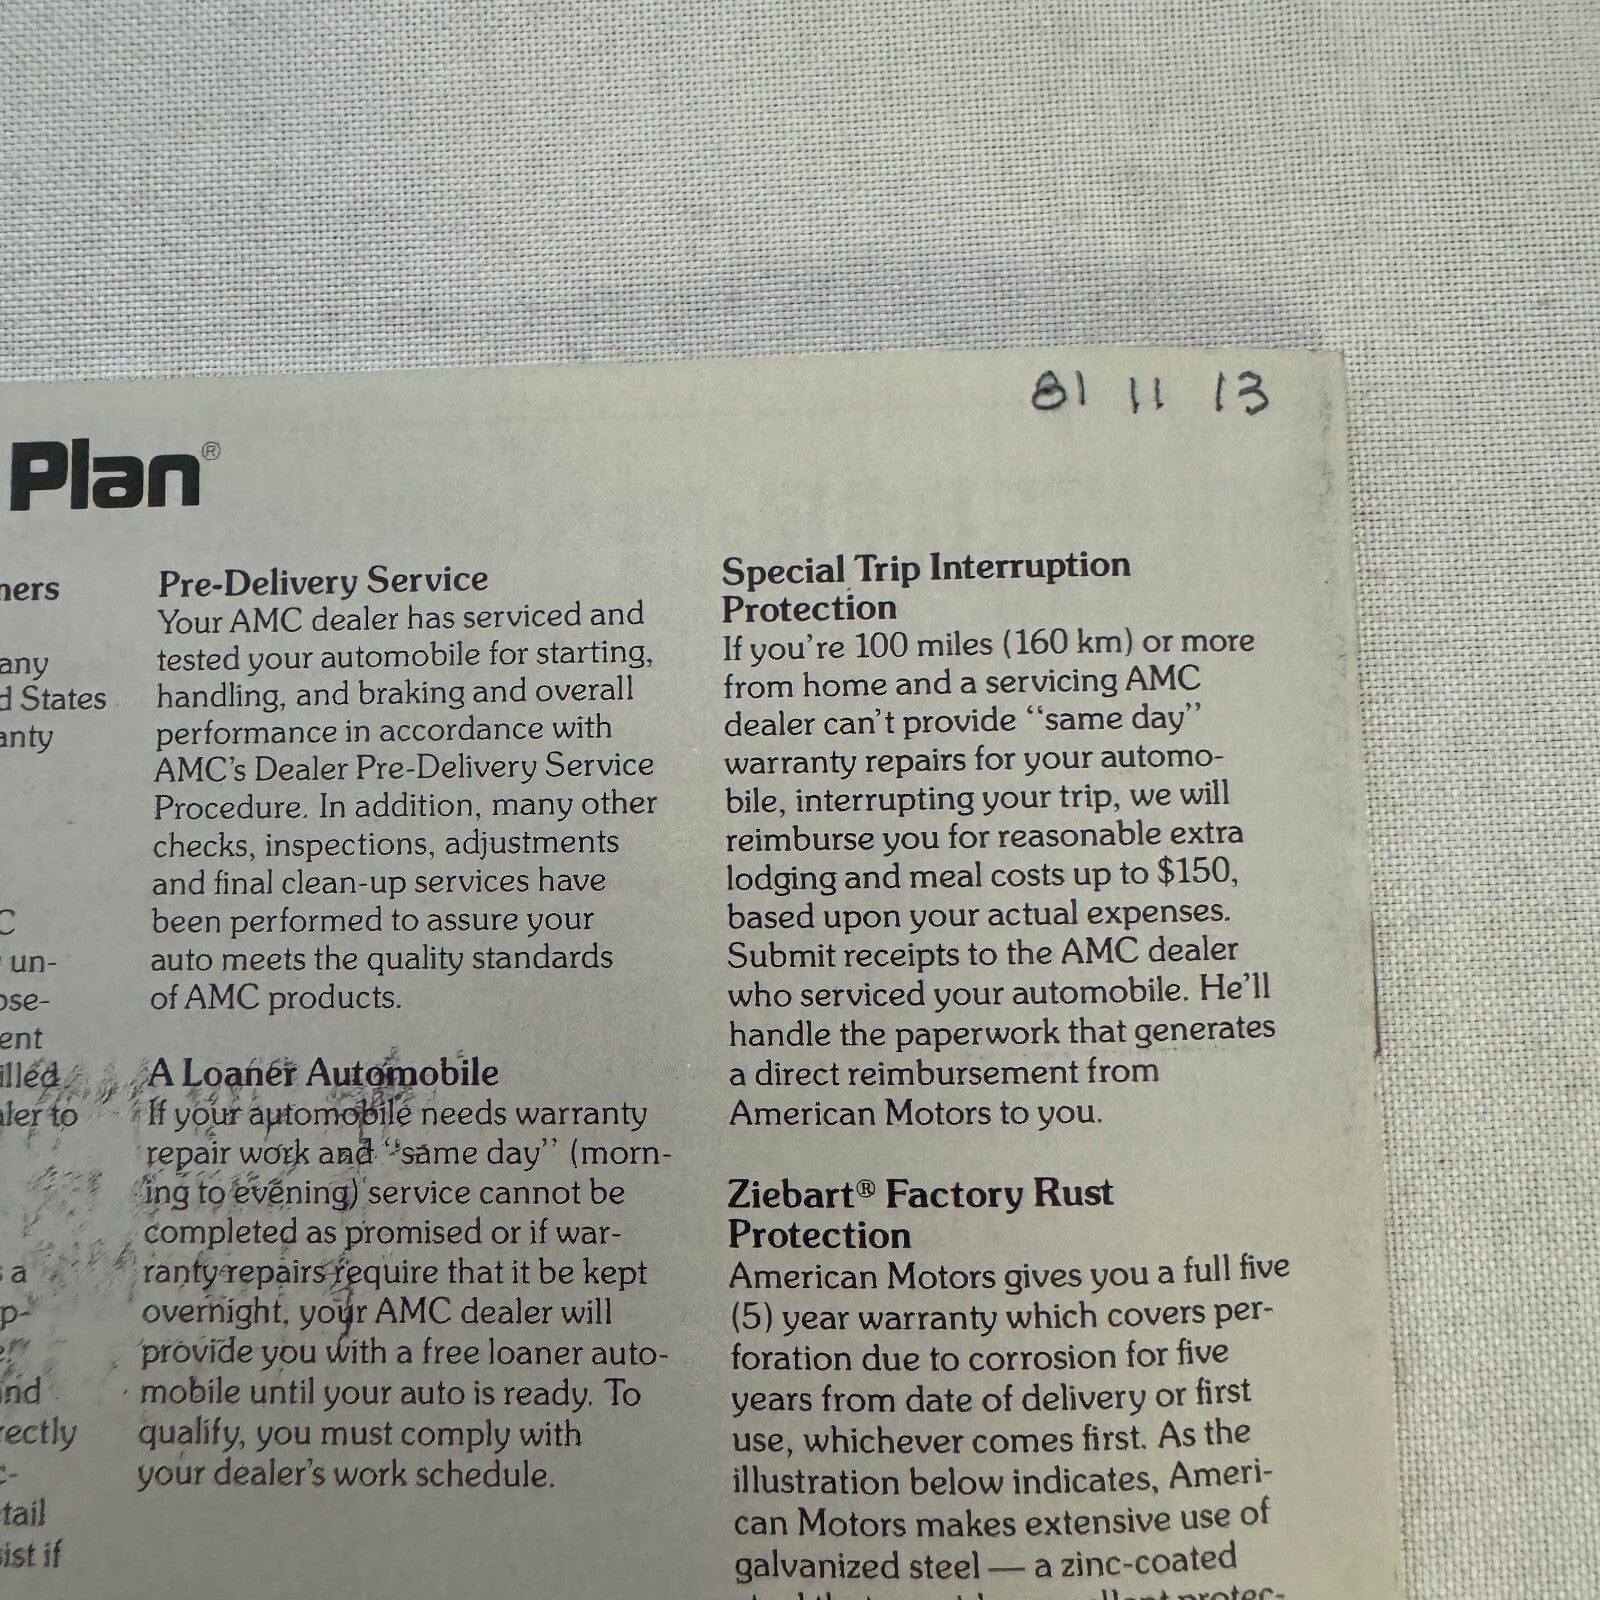 81 11 13
Plan®
any
d States
anty
un-
ent
a
tail
Pre-Delivery Service
Your AMC dealer has serviced and
tested your automobile for starting,
handling, and braking and overall
performance in accordance with
AMC's Dealer Pre-Delivery Service
Procedure. In addition, many other
checks, inspections, adjustments
and final clean-up services have
been performed to assure your
auto meets the quality standards
of AMC products.
A Loaner Automobile
If your automobile needs warranty
repair work and "same day" (morn-
ing to evening) service cannot be
completed as promised or if war-
ranty repairs require that it be kept
overnight, your AMC dealer will
provide you with a free loaner auto-
mobile until your auto is ready. To
qualify, you must comply with
your dealer's work schedule.
Special Trip Interruption
Protection
If you're 100 miles (160 km) or more
from home and a servicing AMC
dealer can't provide "same day"
warranty repairs for your automo-
bile, interrupting your trip, we will
reimburse you for reasonable extra
lodging and meal costs up to $150,
based upon your actual expenses.
Submit receipts to the AMC dealer
who serviced your automobile. He'll
handle the paperwork that generates
a direct reimbursement from
American Motors to you.
Ziebart® Factory Rust
Protection
American Motors gives you a full five
(5) year warranty which covers per-
foration due to corrosion for five
years from date of delivery or first
use, whichever comes first. As the
illustration below indicates, Ameri-
can Motors makes extensive use of
galvanized steel — a zinc-coated